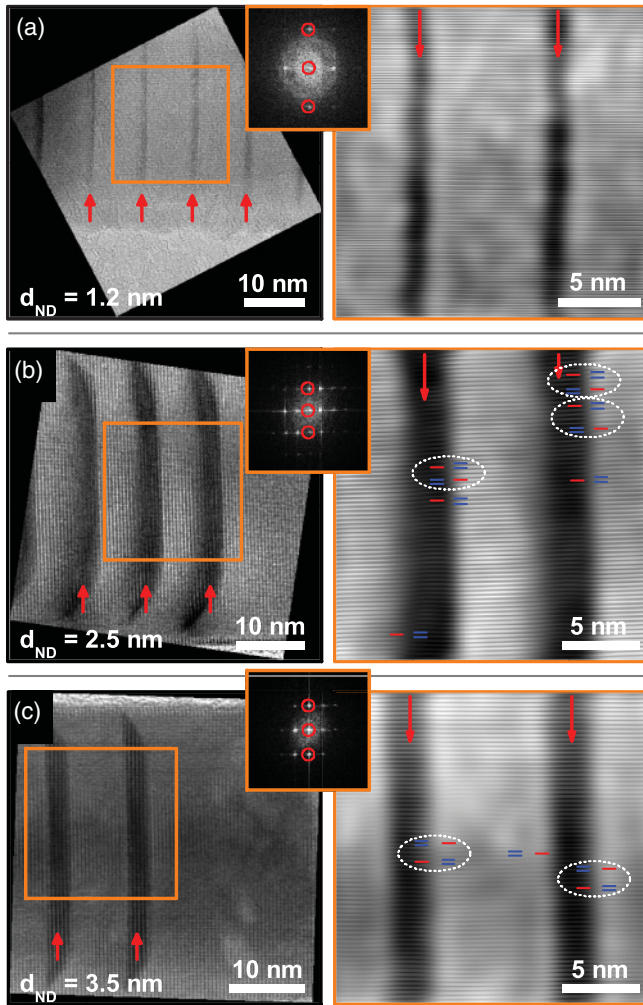 (a)
d_ND = 1.2 nm
10 nm
5 nm
(b)
d_ND = 2.5 nm
10 nm
5 nm
(c)
d_ND = 3.5 nm
10 nm
5 nm